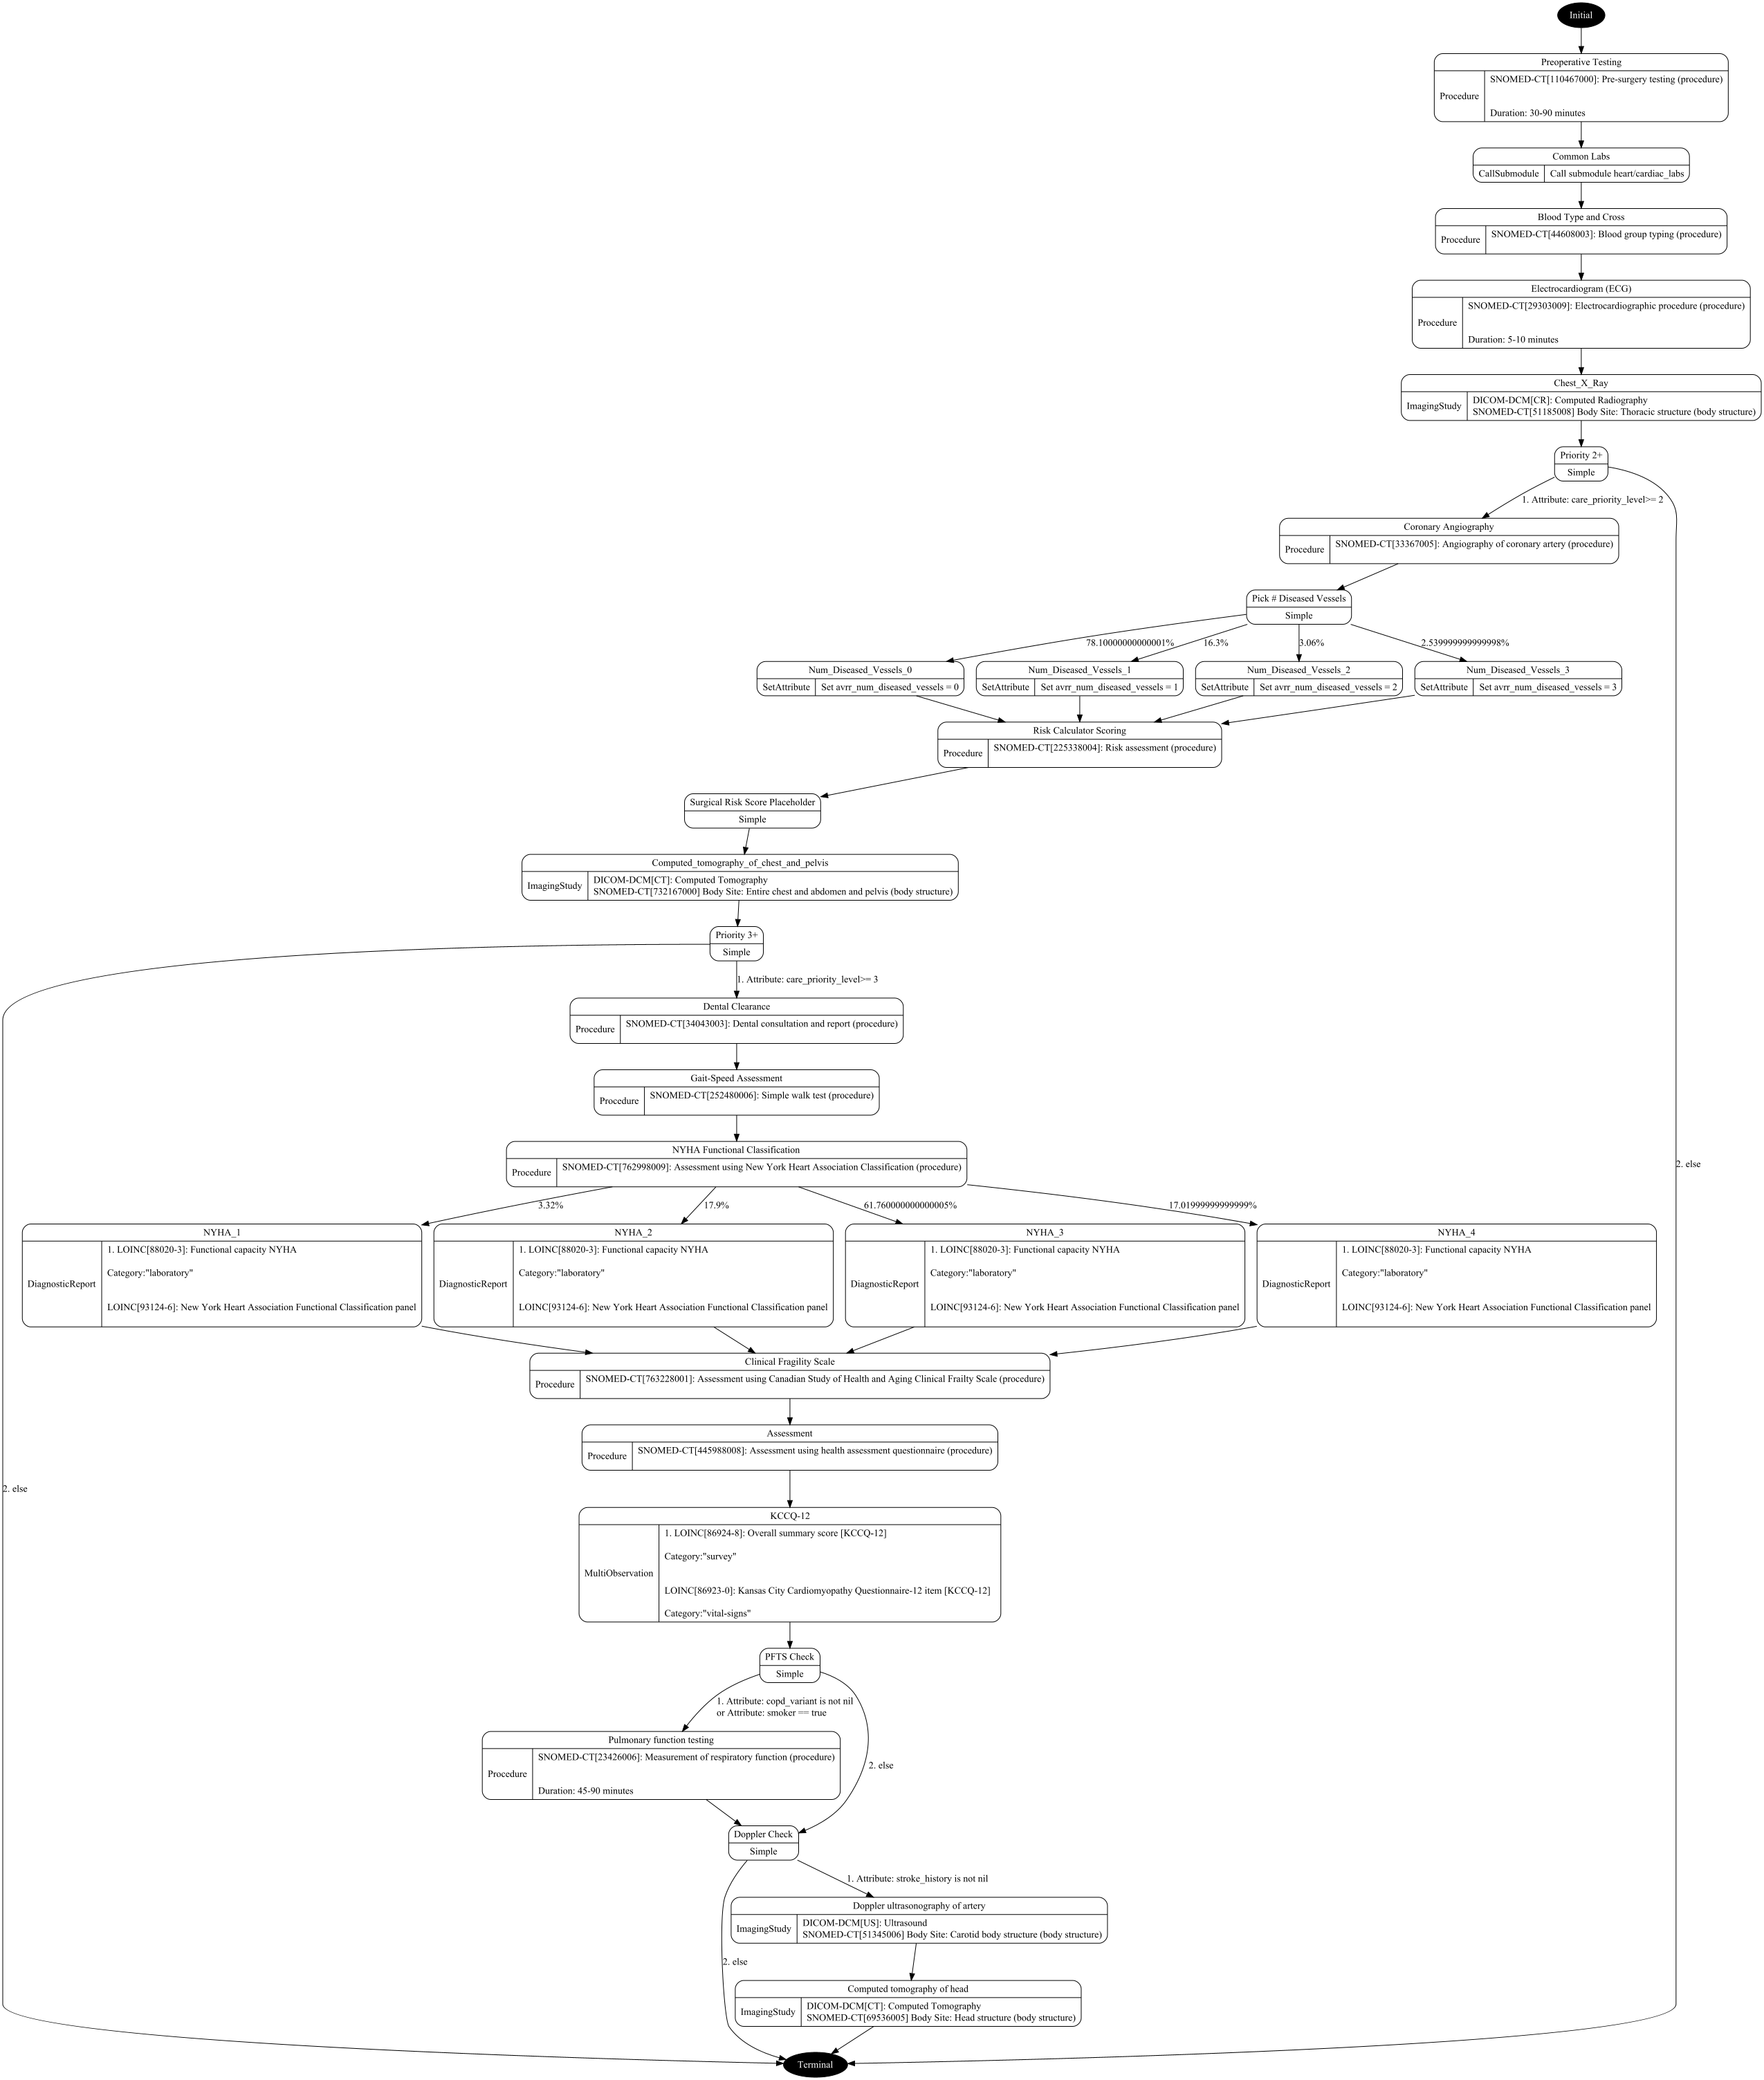 Initial
Preoperative Testing
Procedure
SNOMED-CT[110467000]: Pre-surgery testing (procedure)
Duration: 30-90 minutes
Common Labs
CallSubmodule
Call submodule heart/cardiac_labs
Blood Type and Cross
Procedure
SNOMED-CT[44608003]: Blood group typing (procedure)
Electrocardiogram (ECG)
Procedure
SNOMED-CT[29303009]: Electrocardiographic procedure (procedure)
Duration: 5-10 minutes
Chest_X_Ray
ImagingStudy
DICOM-DCM[CR]: Computed Radiography
SNOMED-CT[51185008] Body Site: Thoracic structure (body structure)
Priority 2+
Simple
1. Attribute: care_priority_level>= 2
2. else
Coronary Angiography
Procedure
SNOMED-CT[33367005]: Angiography of coronary artery (procedure)
Pick # Diseased Vessels
Simple
78.10000000000001%
16.3%
3.06%
2.539999999999998%
Num_Diseased_Vessels_0
SetAttribute
Set avrr_num_diseased_vessels = 0
Num_Diseased_Vessels_1
SetAttribute
Set avrr_num_diseased_vessels = 1
Num_Diseased_Vessels_2
SetAttribute
Set avrr_num_diseased_vessels = 2
Num_Diseased_Vessels_3
SetAttribute
Set avrr_num_diseased_vessels = 3
Risk Calculator Scoring
Procedure
SNOMED-CT[225338004]: Risk assessment (procedure)
Surgical Risk Score Placeholder
Simple
Computed_tomography_of_chest_and_pelvis
ImagingStudy
DICOM-DCM[CT]: Computed Tomography
SNOMED-CT[732167000] Body Site: Entire chest and abdomen and pelvis (body structure)
Priority 3+
Simple
1. Attribute: care_priority_level>= 3
2. else
Dental Clearance
Procedure
SNOMED-CT[34043003]: Dental consultation and report (procedure)
Gait-Speed Assessment
Procedure
SNOMED-CT[252480006]: Simple walk test (procedure)
NYHA Functional Classification
Procedure
SNOMED-CT[762998009]: Assessment using New York Heart Association Classification (procedure)
3.32%
17.9%
61.760000000000005%
17.01999999999999%
NYHA_1
DiagnosticReport
1. LOINC[88020-3]: Functional capacity NYHA
Category:"laboratory"
LOINC[93124-6]: New York Heart Association Functional Classification panel
NYHA_2
DiagnosticReport
1. LOINC[88020-3]: Functional capacity NYHA
Category:"laboratory"
LOINC[93124-6]: New York Heart Association Functional Classification panel
NYHA_3
DiagnosticReport
1. LOINC[88020-3]: Functional capacity NYHA
Category:"laboratory"
LOINC[93124-6]: New York Heart Association Functional Classification panel
NYHA_4
DiagnosticReport
1. LOINC[88020-3]: Functional capacity NYHA
Category:"laboratory"
LOINC[93124-6]: New York Heart Association Functional Classification panel
Clinical Fragility Scale
Procedure
SNOMED-CT[763228001]: Assessment using Canadian Study of Health and Aging Clinical Frailty Scale (procedure)
Assessment
Procedure
SNOMED-CT[445988008]: Assessment using health assessment questionnaire (procedure)
KCCQ-12
MultiObservation
1. LOINC[86924-8]: Overall summary score [KCCQ-12]
Category:"survey"
LOINC[86923-0]: Kansas City Cardiomyopathy Questionnaire-12 item [KCCQ-12]
Category:"vital-signs"
PFTS Check
Simple
1. Attribute: copd_variant is not nil
or Attribute: smoker == true
2. else
Pulmonary function testing
Procedure
SNOMED-CT[23426006]: Measurement of respiratory function (procedure)
Duration: 45-90 minutes
Doppler Check
Simple
1. Attribute: stroke_history is not nil
2. else
Doppler ultrasonography of artery
ImagingStudy
DICOM-DCM[US]: Ultrasound
SNOMED-CT[51345006] Body Site: Carotid body structure (body structure)
Computed tomography of head
ImagingStudy
DICOM-DCM[CT]: Computed Tomography
SNOMED-CT[69536005] Body Site: Head structure (body structure)
Terminal